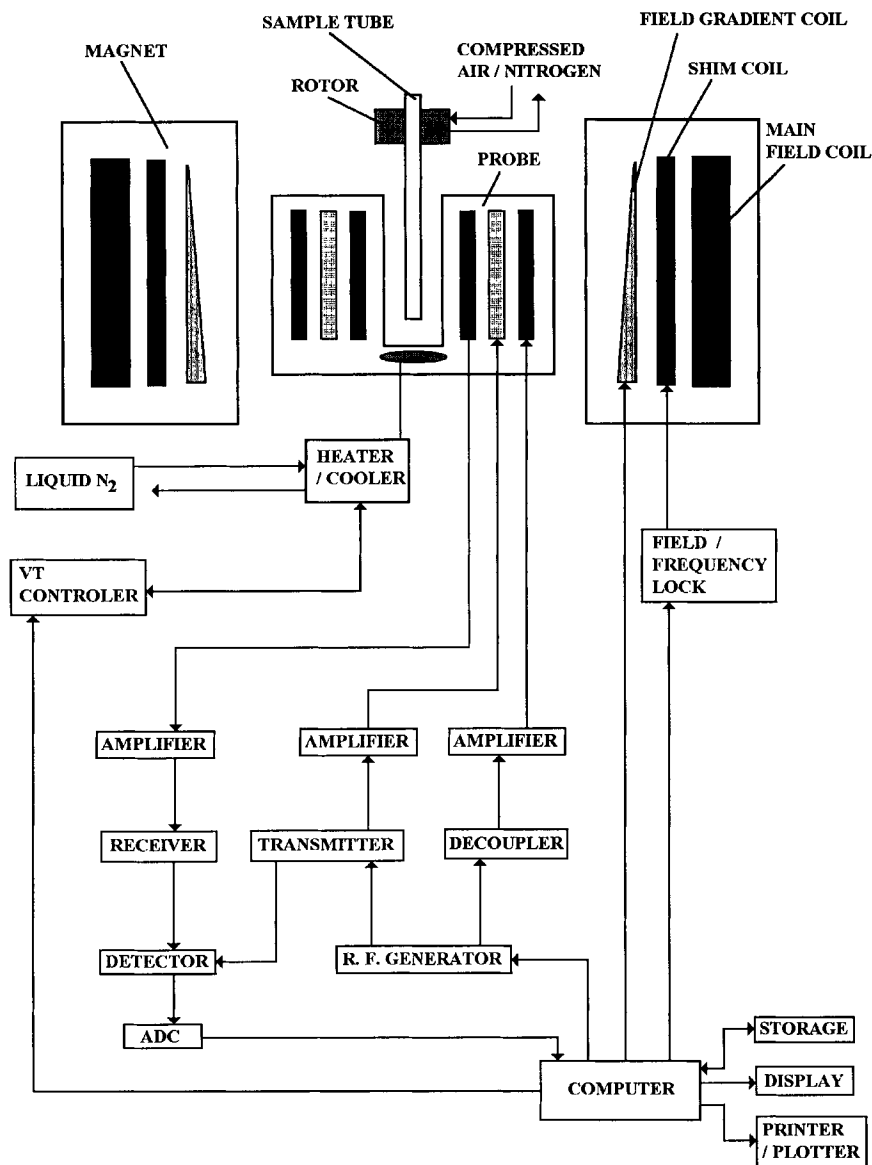 SAMPLE TUBE
FIELD GRADIENT COIL
MAGNET
COMPRESSED
AIR / NITROGEN
ROTOR
SHIM COIL
MAIN
FIELD COIL
PROBE
HEATER
/ COOLER
LIQUID N2
FIELD /
FREQUENCY
LOCK
VT
CONTROLER
AMPLIFIER
AMPLIFIER
AMPLIFIER
RECEIVER
TRANSMITTER
DECOUPLER
DETECTOR
R. F. GENERATOR
ADC
STORAGE
COMPUTER
DISPLAY
PRINTER
/ PLOTTER